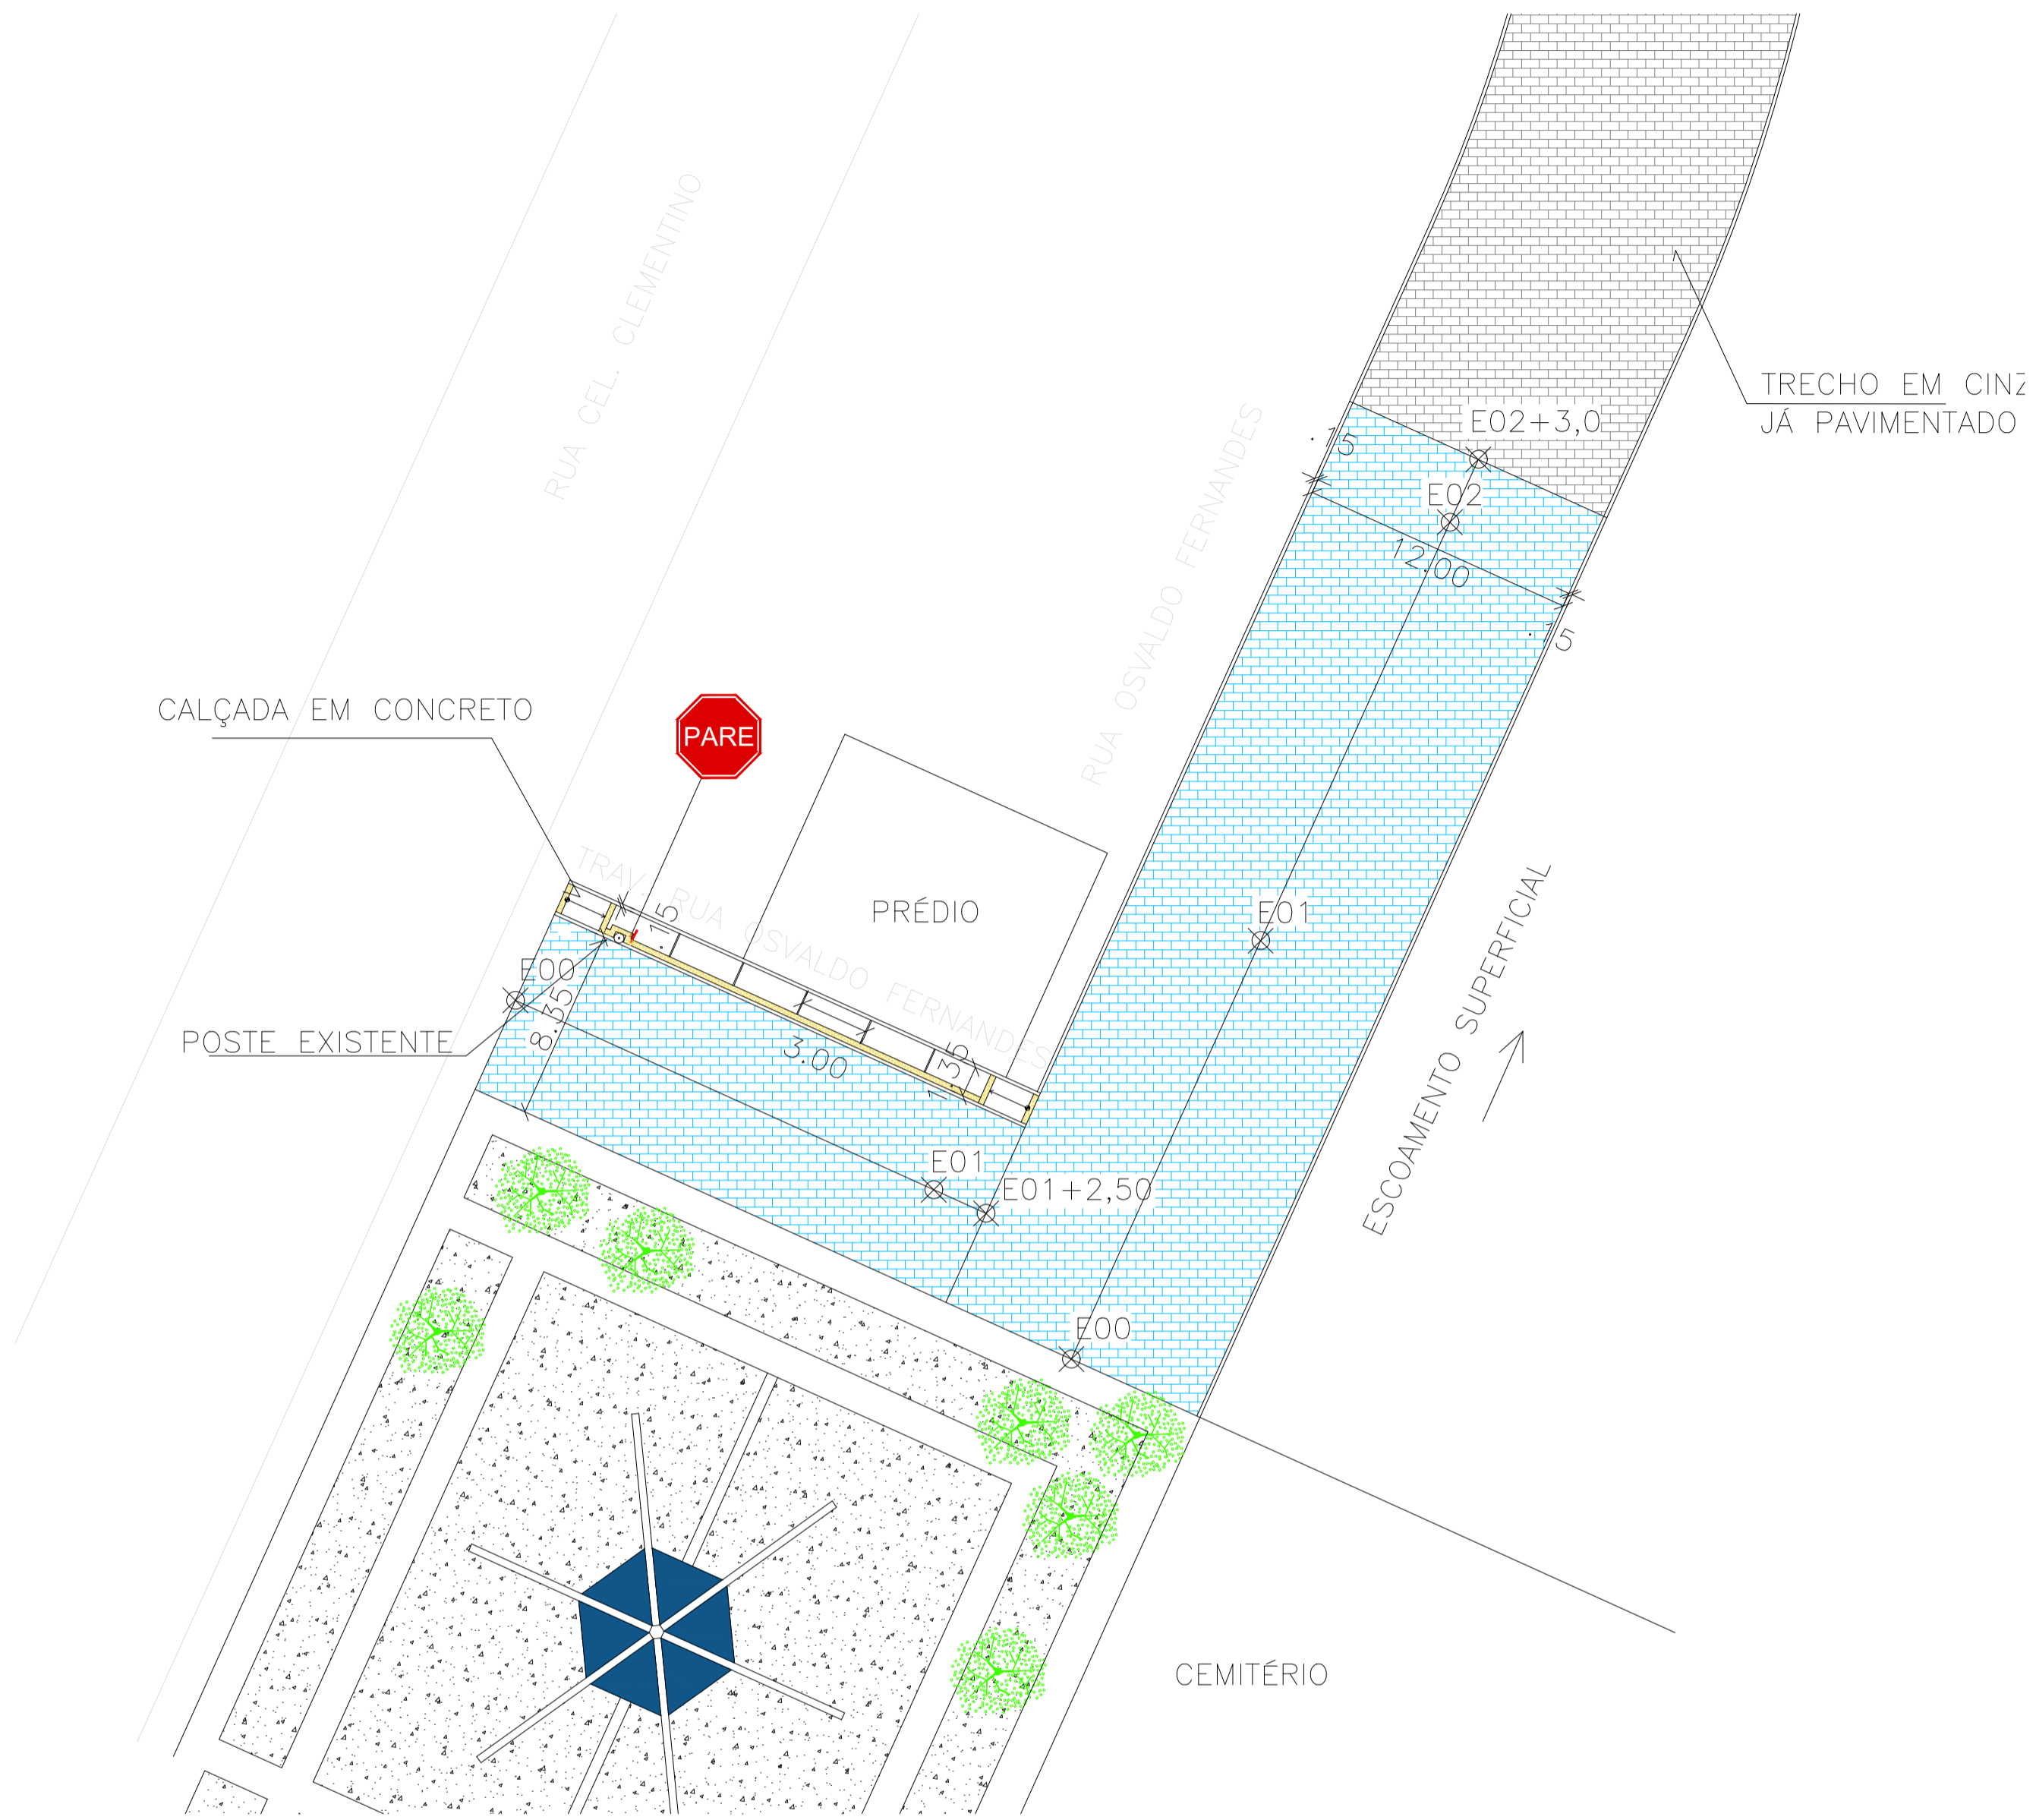 RUA CEL. CLEMENTINO
RUA OSVALDO FERNANDES
TRECHO EM CINZ
JÁ PAVIMENTADO
E02+3,0
.15
E02
12.00
.15
CALÇADA EM CONCRETO
PARE
TRAV. RUA OSVALDO FERNANDES
PRÉDIO
.15
E01
E00
8.35
POSTE EXISTENTE
3.00
1.35
ESCOAMENTO SUPERFICIAL
E01
E01+2,50
E00
CEMITÉRIO